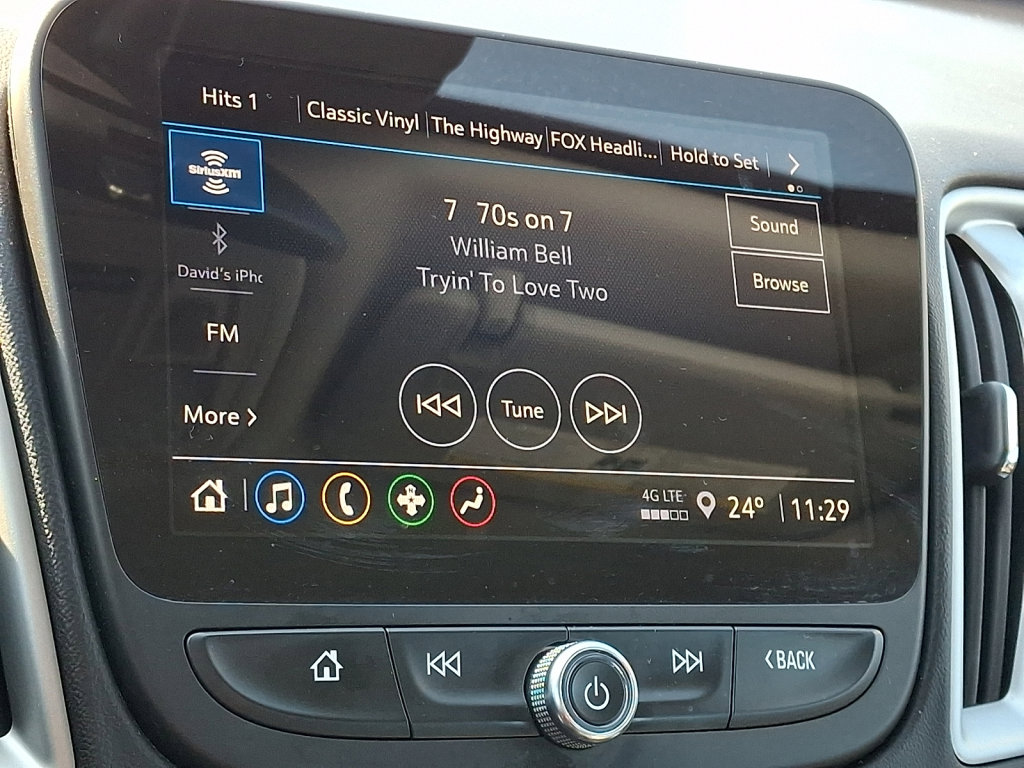 Hits 1
Classic Vinyl
The Highway
FOX Headli...
Hold to Set
siriusxm
David's iPho
FM
More
7 70s on 7
William Bell
Tryin' To Love Two
Sound
Browse
Tune
4G LTE
24°
11:29
BACK